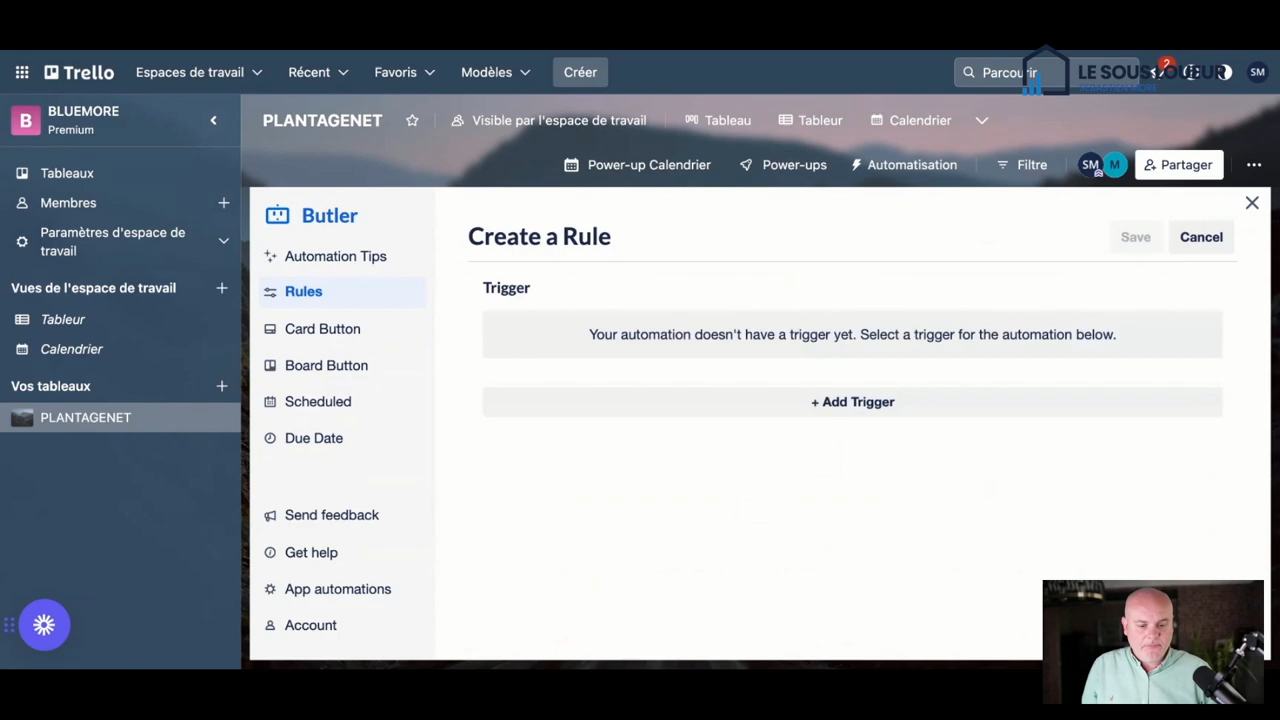 Trello
Espaces de travail
Récent
Favoris
Modèles
Créer
Parcourir
LE SOUS
2
SM
B
BLUEMORE
Premium
PLANTAGENET
Visible par l'espace de travail
Tableau
Tableur
Calendrier
Power-up Calendrier
Power-ups
Automatisation
Filtre
SM
M
Partager
Tableaux
Membres
Paramètres d'espace de
travail
Vues de l'espace de travail
Tableur
Calendrier
Vos tableaux
PLANTAGENET
Butler
Automation Tips
Rules
Card Button
Board Button
Scheduled
Due Date
Send feedback
Get help
App automations
Account
Create a Rule
Save
Cancel
Trigger
Your automation doesn't have a trigger yet. Select a trigger for the automation below.
+ Add Trigger